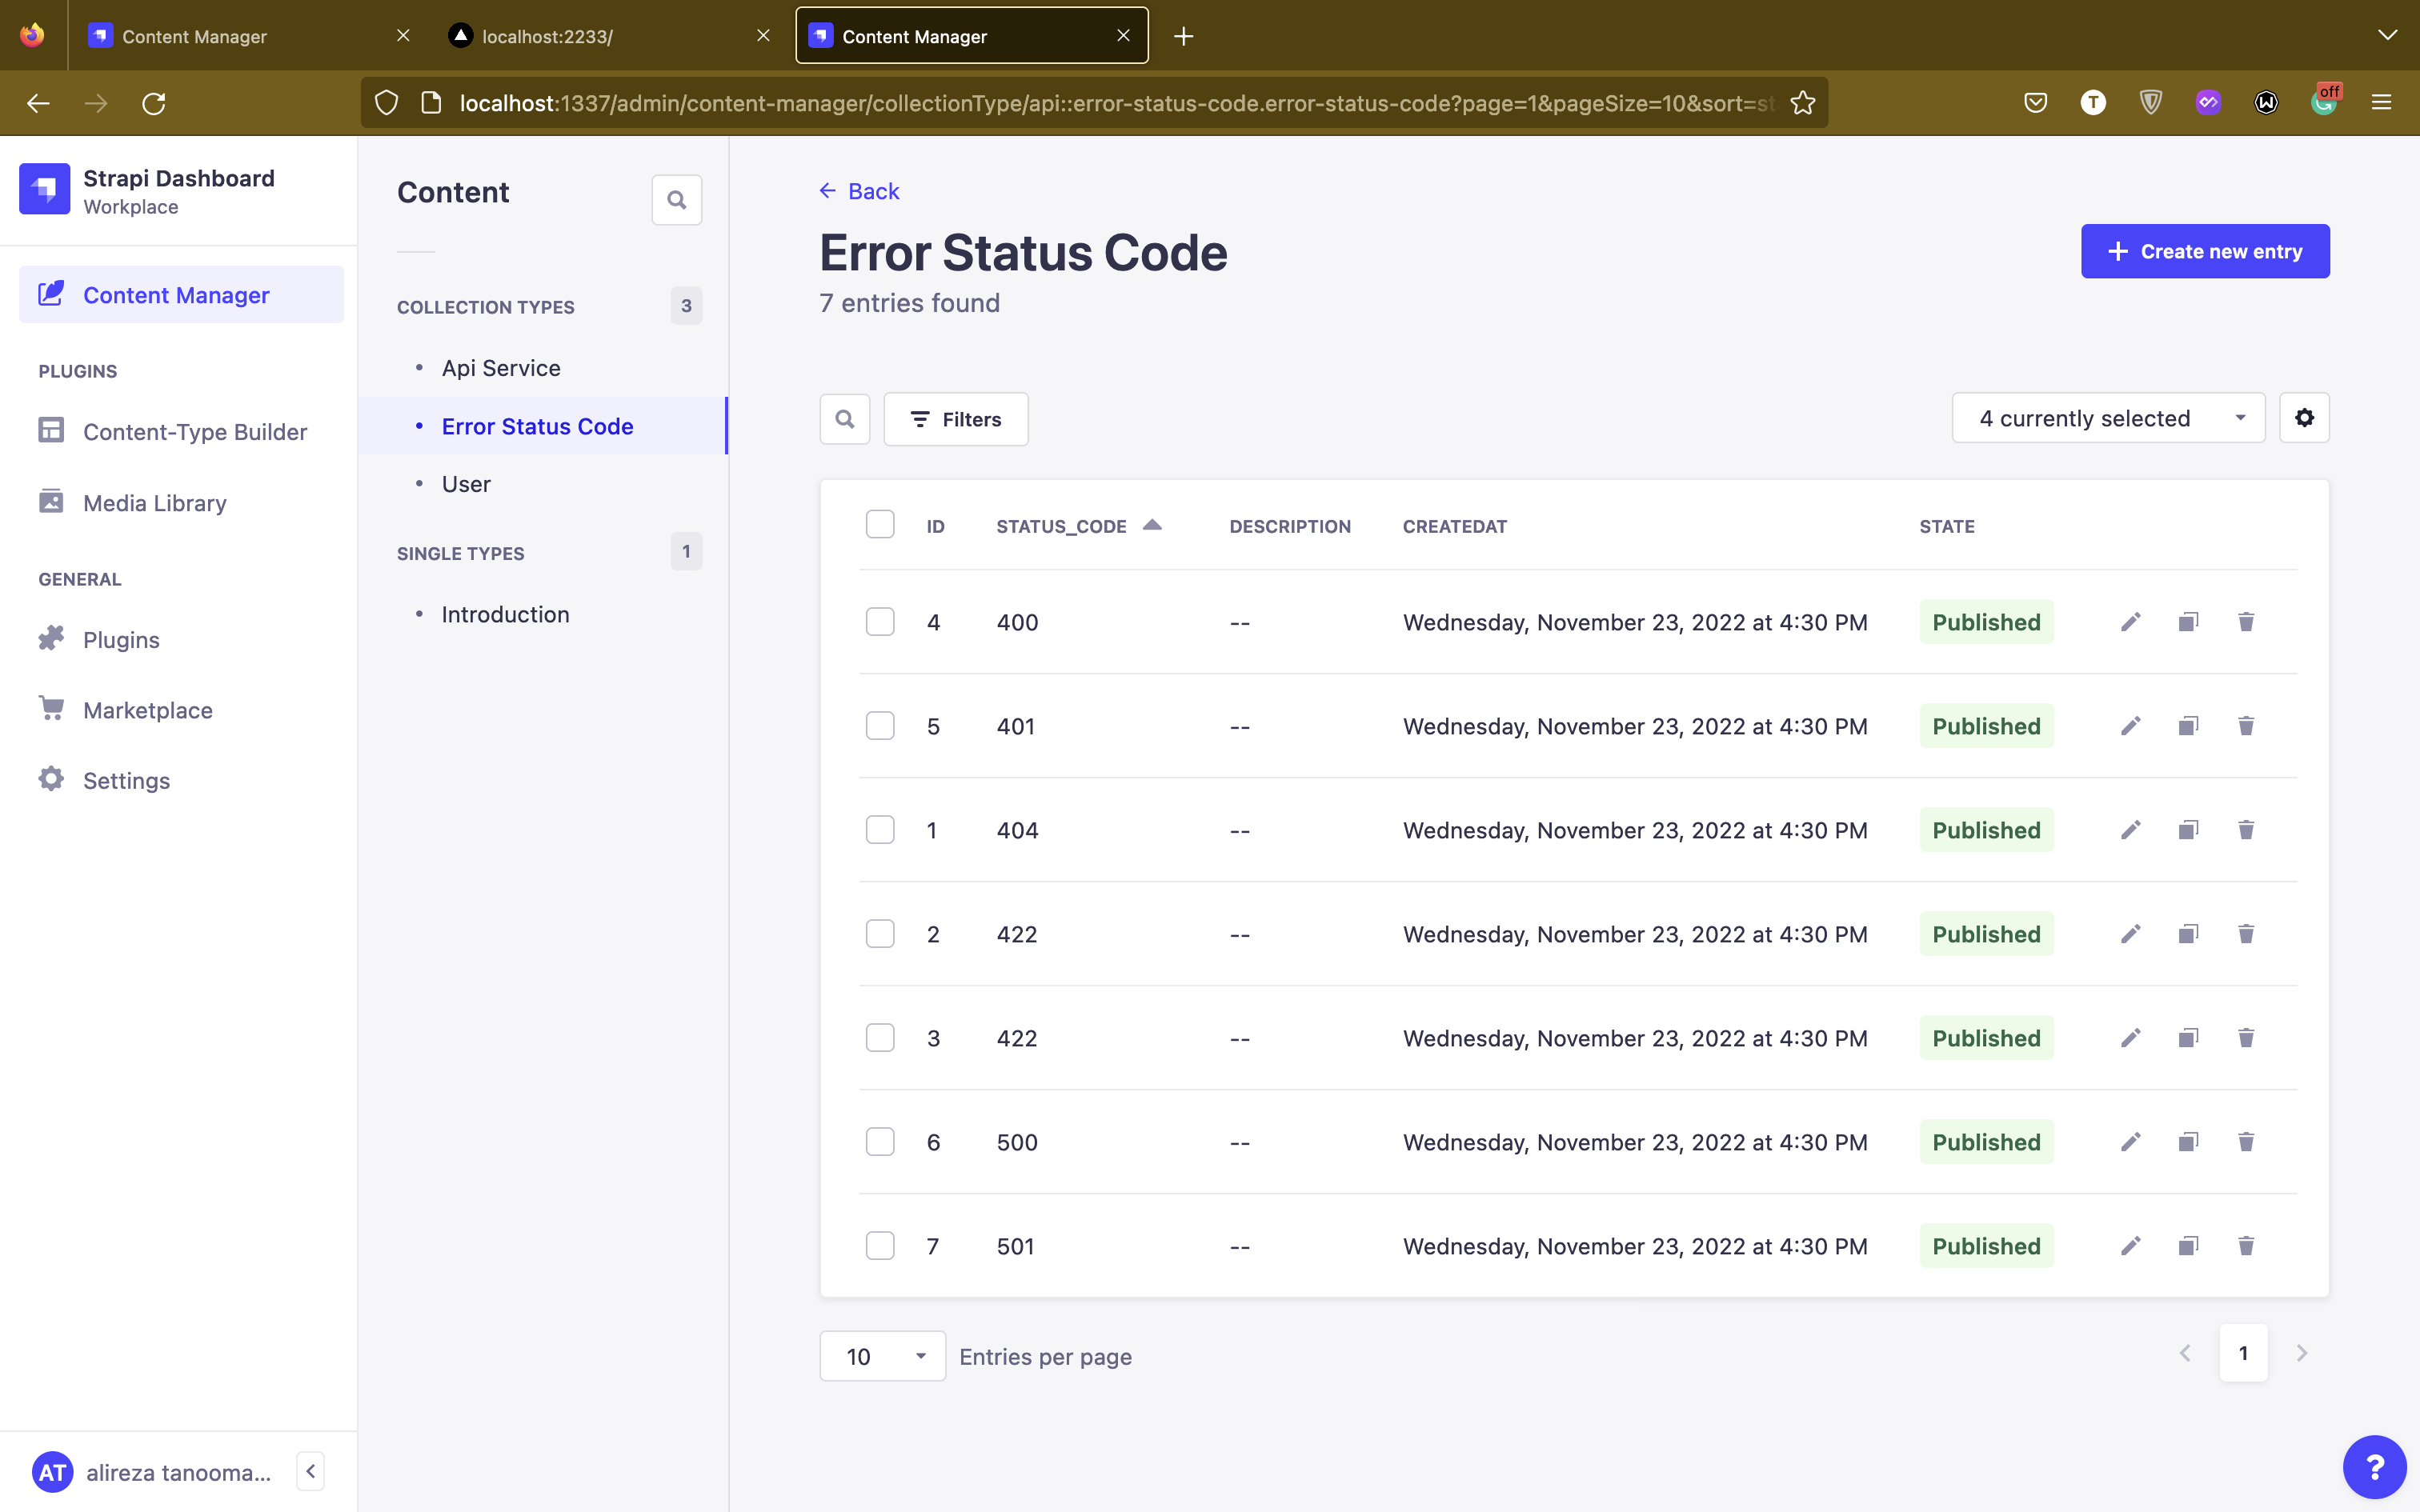 Content Manager
localhost:2233/
Content Manager
localhost:1337/admin/content-manager/collectionType/api::error-status-code.error-status-code?page=1&pageSize=10&sort=st
T
W
off
Strapi Dashboard
Workplace
Content Manager
PLUGINS
Content-Type Builder
Media Library
GENERAL
Plugins
Marketplace
Settings
AT alireza tanooma...
Content
COLLECTION TYPES 3
• Api Service
• Error Status Code
• User
SINGLE TYPES 1
• Introduction
← Back
Error Status Code
7 entries found
+ Create new entry
Filters
4 currently selected
ID STATUS_CODE DESCRIPTION CREATEDAT STATE
4 400 -- Wednesday, November 23, 2022 at 4:30 PM Published
5 401 -- Wednesday, November 23, 2022 at 4:30 PM Published
1 404 -- Wednesday, November 23, 2022 at 4:30 PM Published
2 422 -- Wednesday, November 23, 2022 at 4:30 PM Published
3 422 -- Wednesday, November 23, 2022 at 4:30 PM Published
6 500 -- Wednesday, November 23, 2022 at 4:30 PM Published
7 501 -- Wednesday, November 23, 2022 at 4:30 PM Published
10 Entries per page
1
?